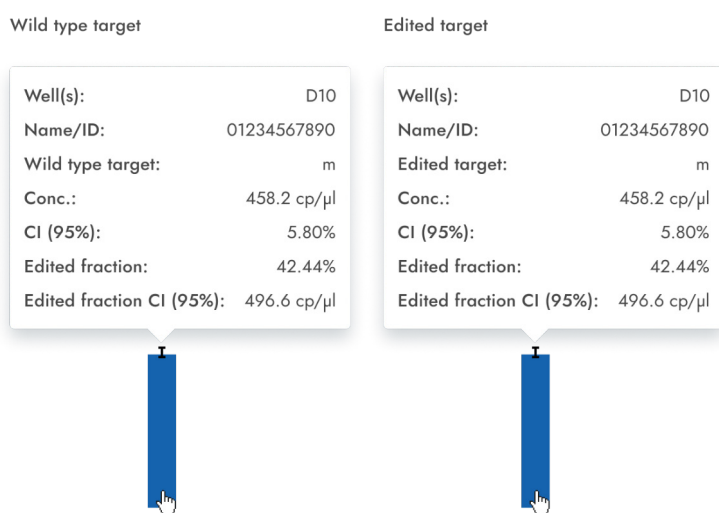 Wild type target
Well(s): D10
Name/ID: 01234567890
Wild type target: m
Conc.: 458.2 cp/µl
CI (95%): 5.80%
Edited fraction: 42.44%
Edited fraction CI (95%): 496.6 cp/µl
Edited target
Well(s): D10
Name/ID: 01234567890
Edited target: m
Conc.: 458.2 cp/µl
CI (95%): 5.80%
Edited fraction: 42.44%
Edited fraction CI (95%): 496.6 cp/µl